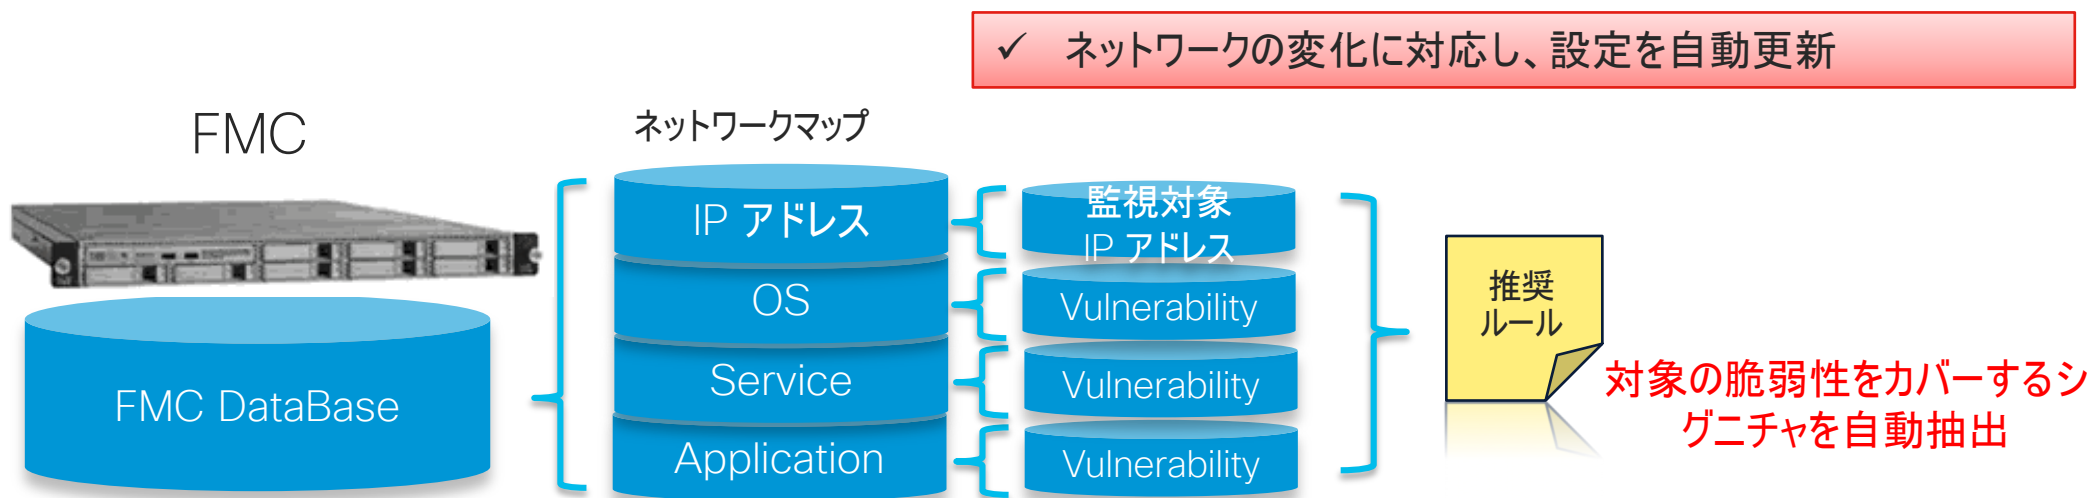 ✓ ネットワークの変化に対応し、設定を自動更新
FMC
ネットワークマップ
FMC DataBase
IP アドレス
OS
Service
Application
監視対象
IP アドレス
Vulnerability
Vulnerability
Vulnerability
推奨
ルール
対象の脆弱性をカバーするシ
グニチャを自動抽出